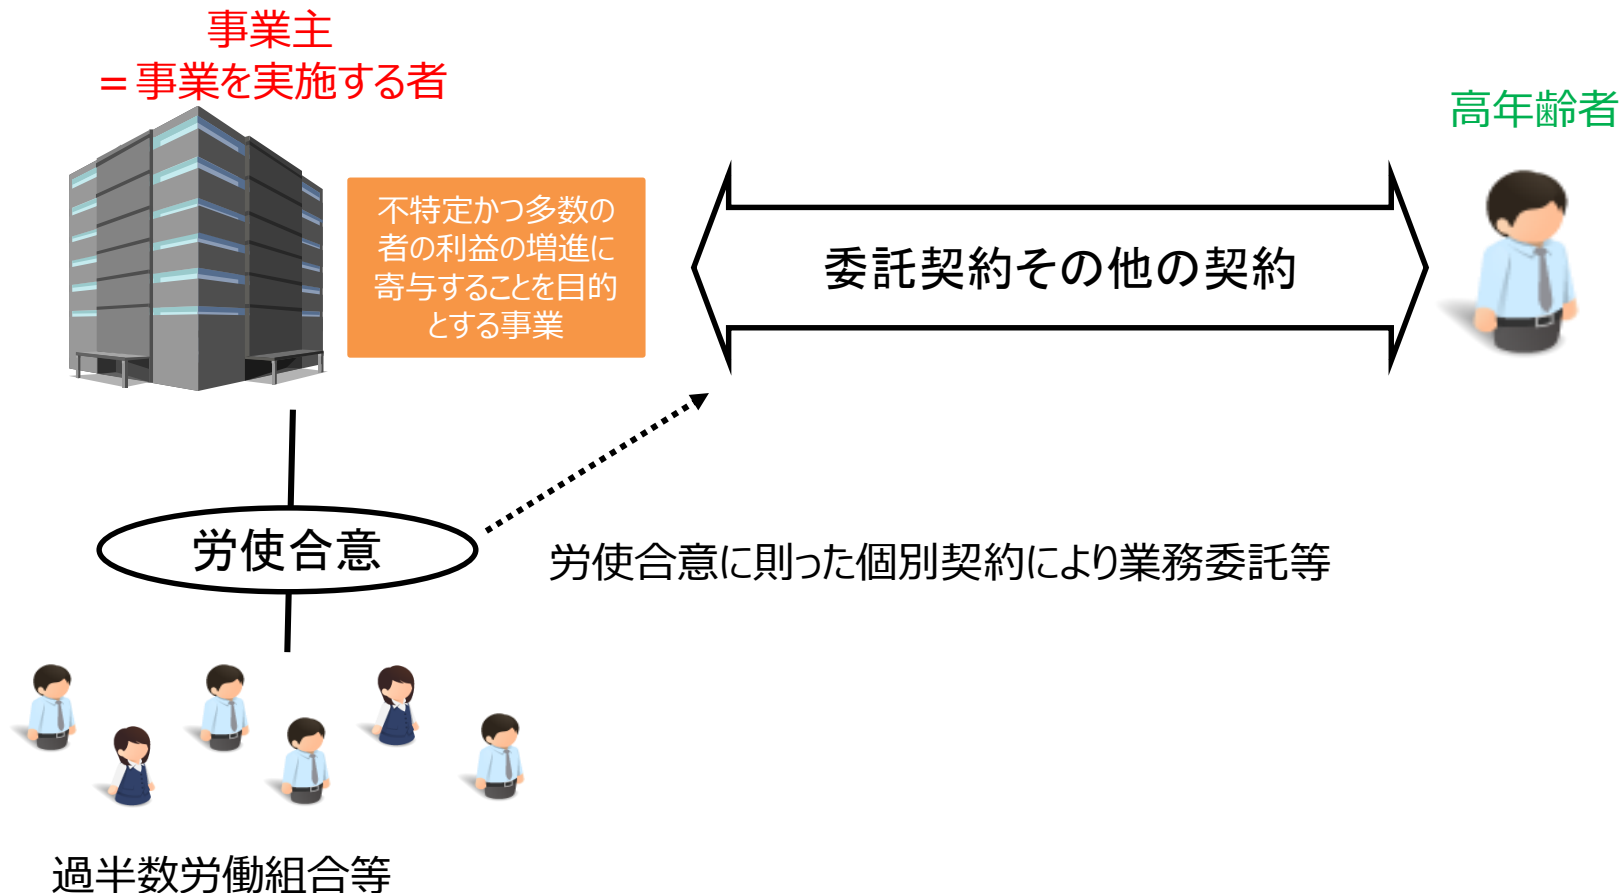 事業主
＝事業を実施する者
高年齢者
不特定かつ多数の
者の利益の増進に
寄与することを目的
とする事業
委託契約その他の契約
労使合意
労使合意に則った個別契約により業務委託等
過半数労働組合等